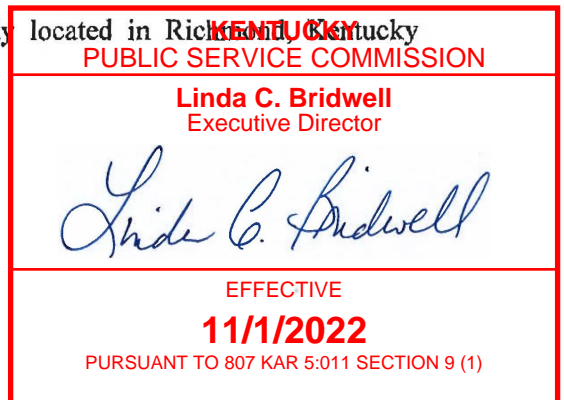 y located in Richmond, Kentucky
KENTUCKY
PUBLIC SERVICE COMMISSION
Linda C. Bridwell
Executive Director
Linda C. Bridwell
EFFECTIVE
11/1/2022
PURSUANT TO 807 KAR 5:011 SECTION 9 (1)